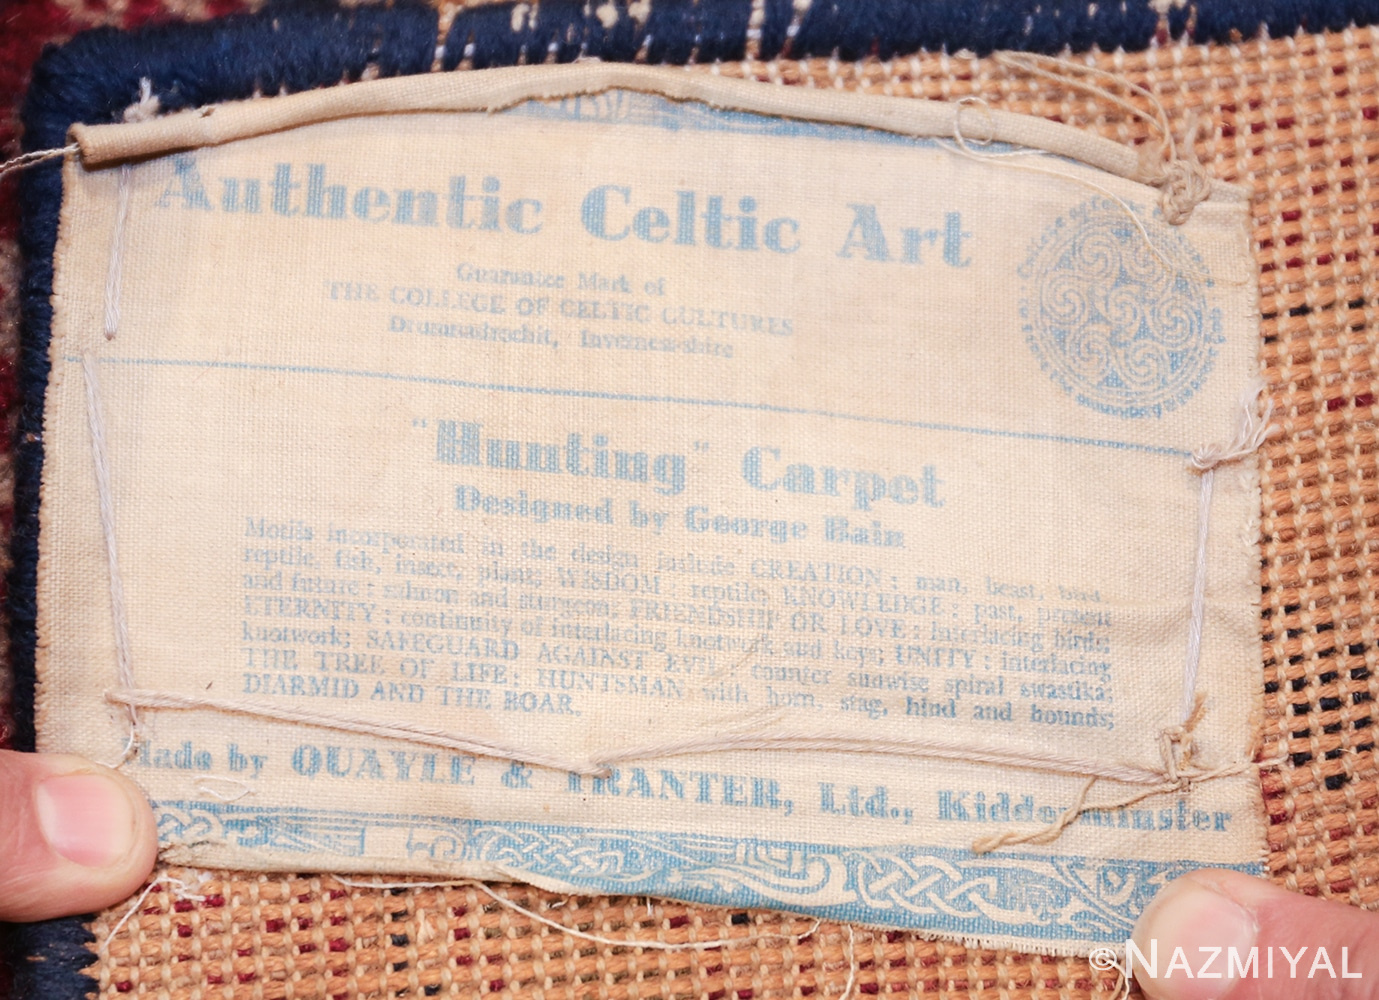 Authentic Celtic Art
Guarantee Mark of
THE COLLEGE OF CELTIC CULTURES
Drumnadrochit, Inverness-shire
"Hunting" Carpet
Designed by George Bain
Motifs incorporated in the design include CREATION: man, beast, bird,
reptile, fish, insect, plant; WISDOM: reptile; KNOWLEDGE: past, present
and future: salmon and sturgeon; FRIENDSHIP OR LOVE: interlacing birds;
ETERNITY: continuity of interlacing knotwork and keys; UNITY: interlacing
knotwork; SAFEGUARD AGAINST EVIL: counter sunwise spiral swastika;
THE TREE OF LIFE; HUNTSMAN with horn, stag, hind and hounds;
DIARMID AND THE BOAR.
Made by QUAYLE & TRANTER, Ltd., Kidderminster
© NAZMIYAL